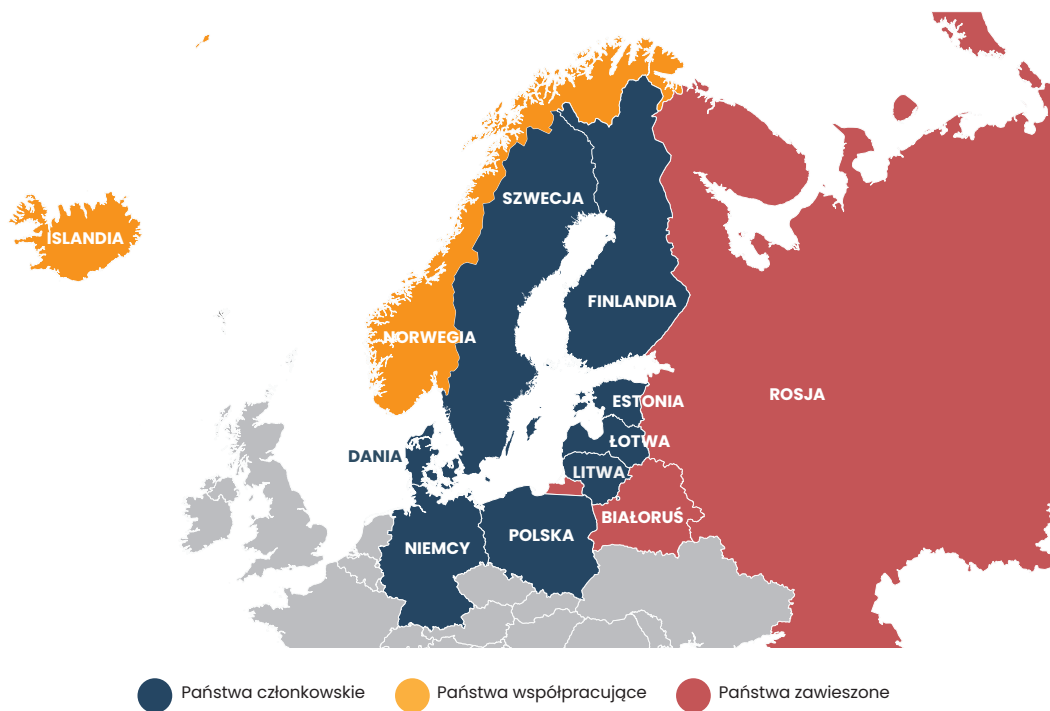 SZWECJA
ISLANDIA
FINLANDIA
NORWEGIA
ROSJA
ESTONIA
ŁOTWA
DANIA
LITWA
BIAŁORUŚ
POLSKA
NIEMCY
Państwa członkowskie
Państwa współpracujące
Państwa zawieszone